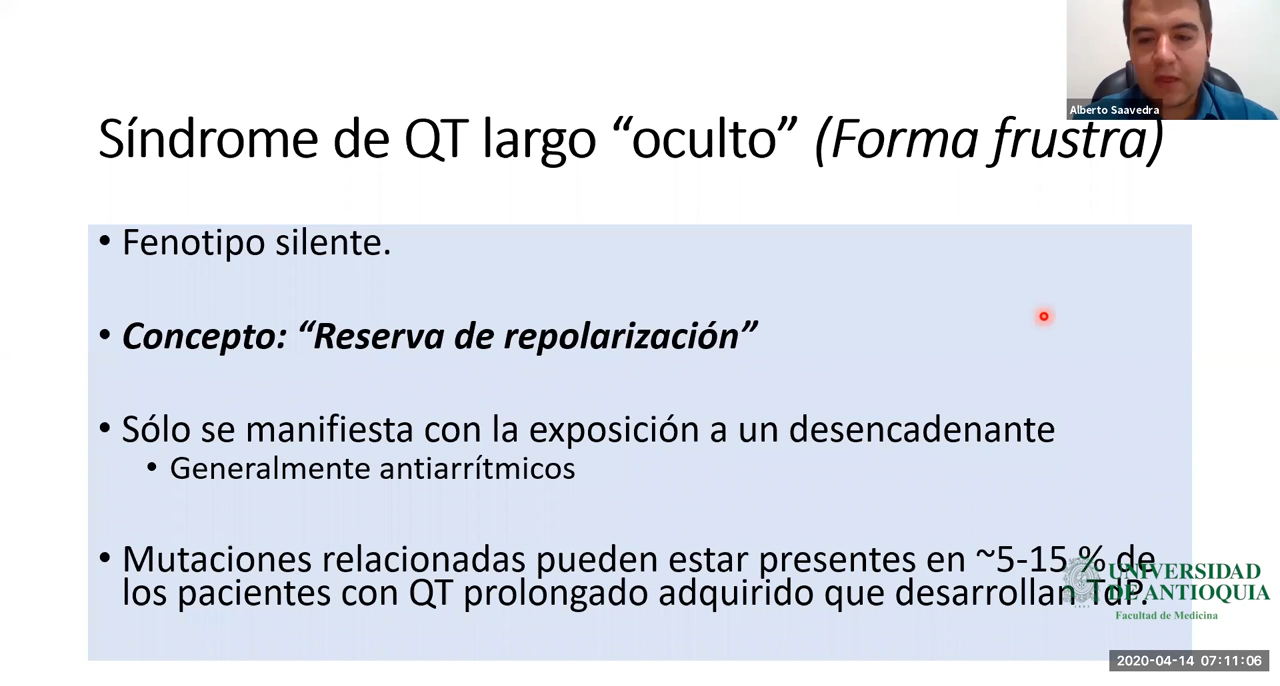 Alberto Saavedra
Síndrome de QT largo “oculto” (Forma frustra)
• Fenotipo silente.
• Concepto: “Reserva de repolarización”
• Sólo se manifiesta con la exposición a un desencadenante
• Generalmente antiarrítmicos
• Mutaciones relacionadas pueden estar presentes en ~5-15 % de
los pacientes con QT prolongado adquirido que desarrollan TdP.
UNIVERSIDAD
DE ANTIOQUIA
Facultad de Medicina
2020-04-14 07:11:06